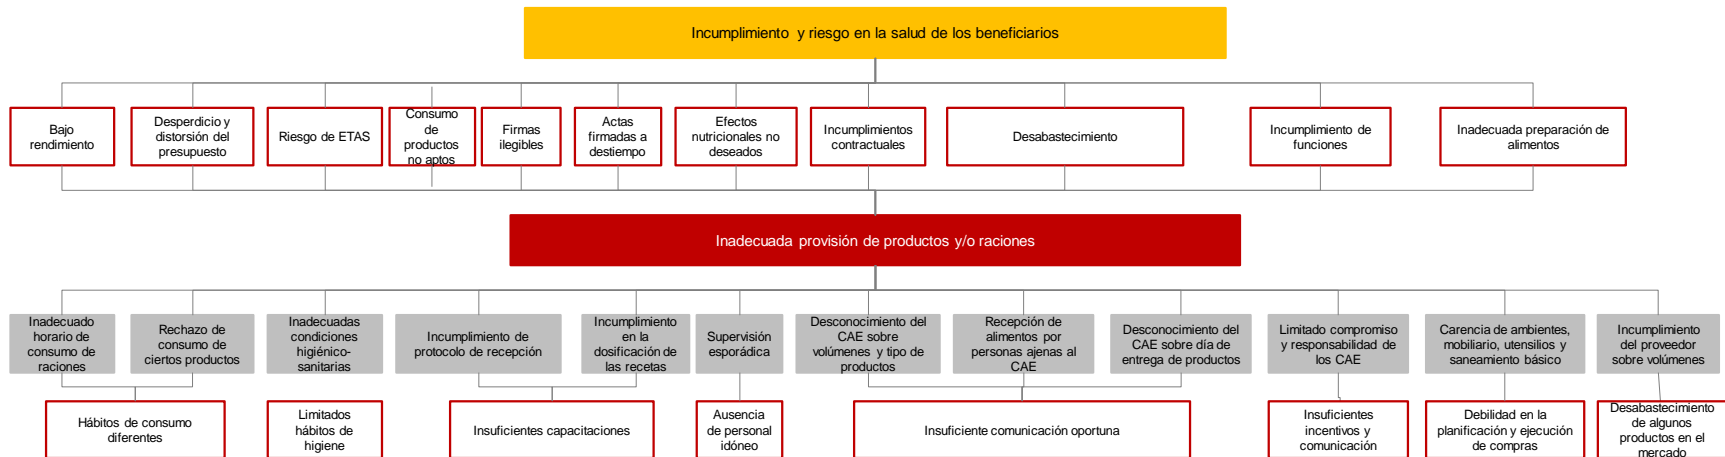 Incumplimiento y riesgo en la salud de los beneficiarios
Bajo
rendimiento
Desperdicio y
distorsión del
presupuesto
Riesgo de ETAS
Consumo
de
productos
no aptos
Firmas
ilegibles
Actas
firmadas a
destiempo
Efectos
nutricionales no
deseados
Incumplimientos
contractuales
Desabastecimiento
Incumplimiento de
funciones
Inadecuada preparación de
alimentos
Inadecuada provisión de productos y/o raciones
Inadecuado
horario de
consumo de
raciones
Rechazo de
consumo de
ciertos productos
Inadecuadas
condiciones
higiénico-
sanitarias
Incumplimiento de
protocolo de recepción
Incumplimiento
en la
dosificación de
las recetas
Supervisión
esporádica
Desconocimiento del
CAE sobre
volúmenes y tipo de
productos
Recepción de
alimentos por
personas ajenas al
CAE
Desconocimiento del
CAE sobre día de
entrega de productos
Limitado compromiso
y responsabilidad de
los CAE
Carencia de ambientes,
mobiliario, utensilios y
saneamiento básico
Incumplimiento
del proveedor
sobre volúmenes
Hábitos de consumo
diferentes
Limitados
hábitos de
higiene
Insuficientes capacitaciones
Ausencia
de personal
idóneo
Insuficiente comunicación oportuna
Insuficientes
incentivos y
comunicación
Debilidad en la
planificación y ejecución
de compras
Desabastecimiento
de algunos
productos en el
mercado